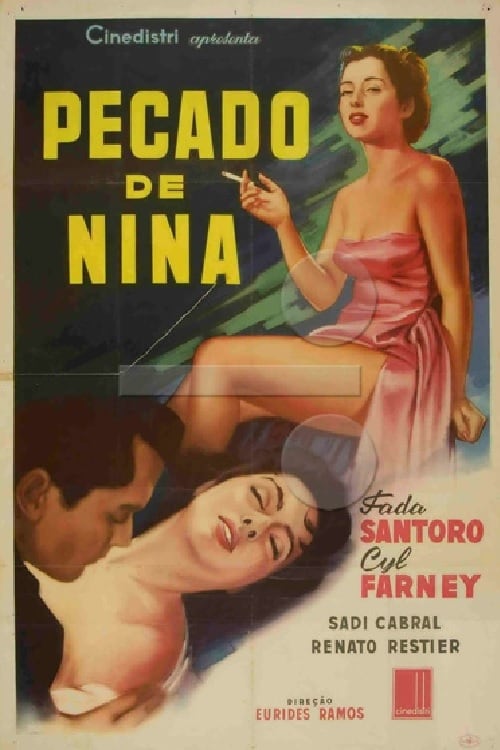 Cinedistri apresenta
PECADO
DE
NINA
Fada
SANTORO
Cyl
FARNEY
SADI CABRAL
RENATO RESTIER
cinedistri
DIREÇÃO
EURIDES RAMOS